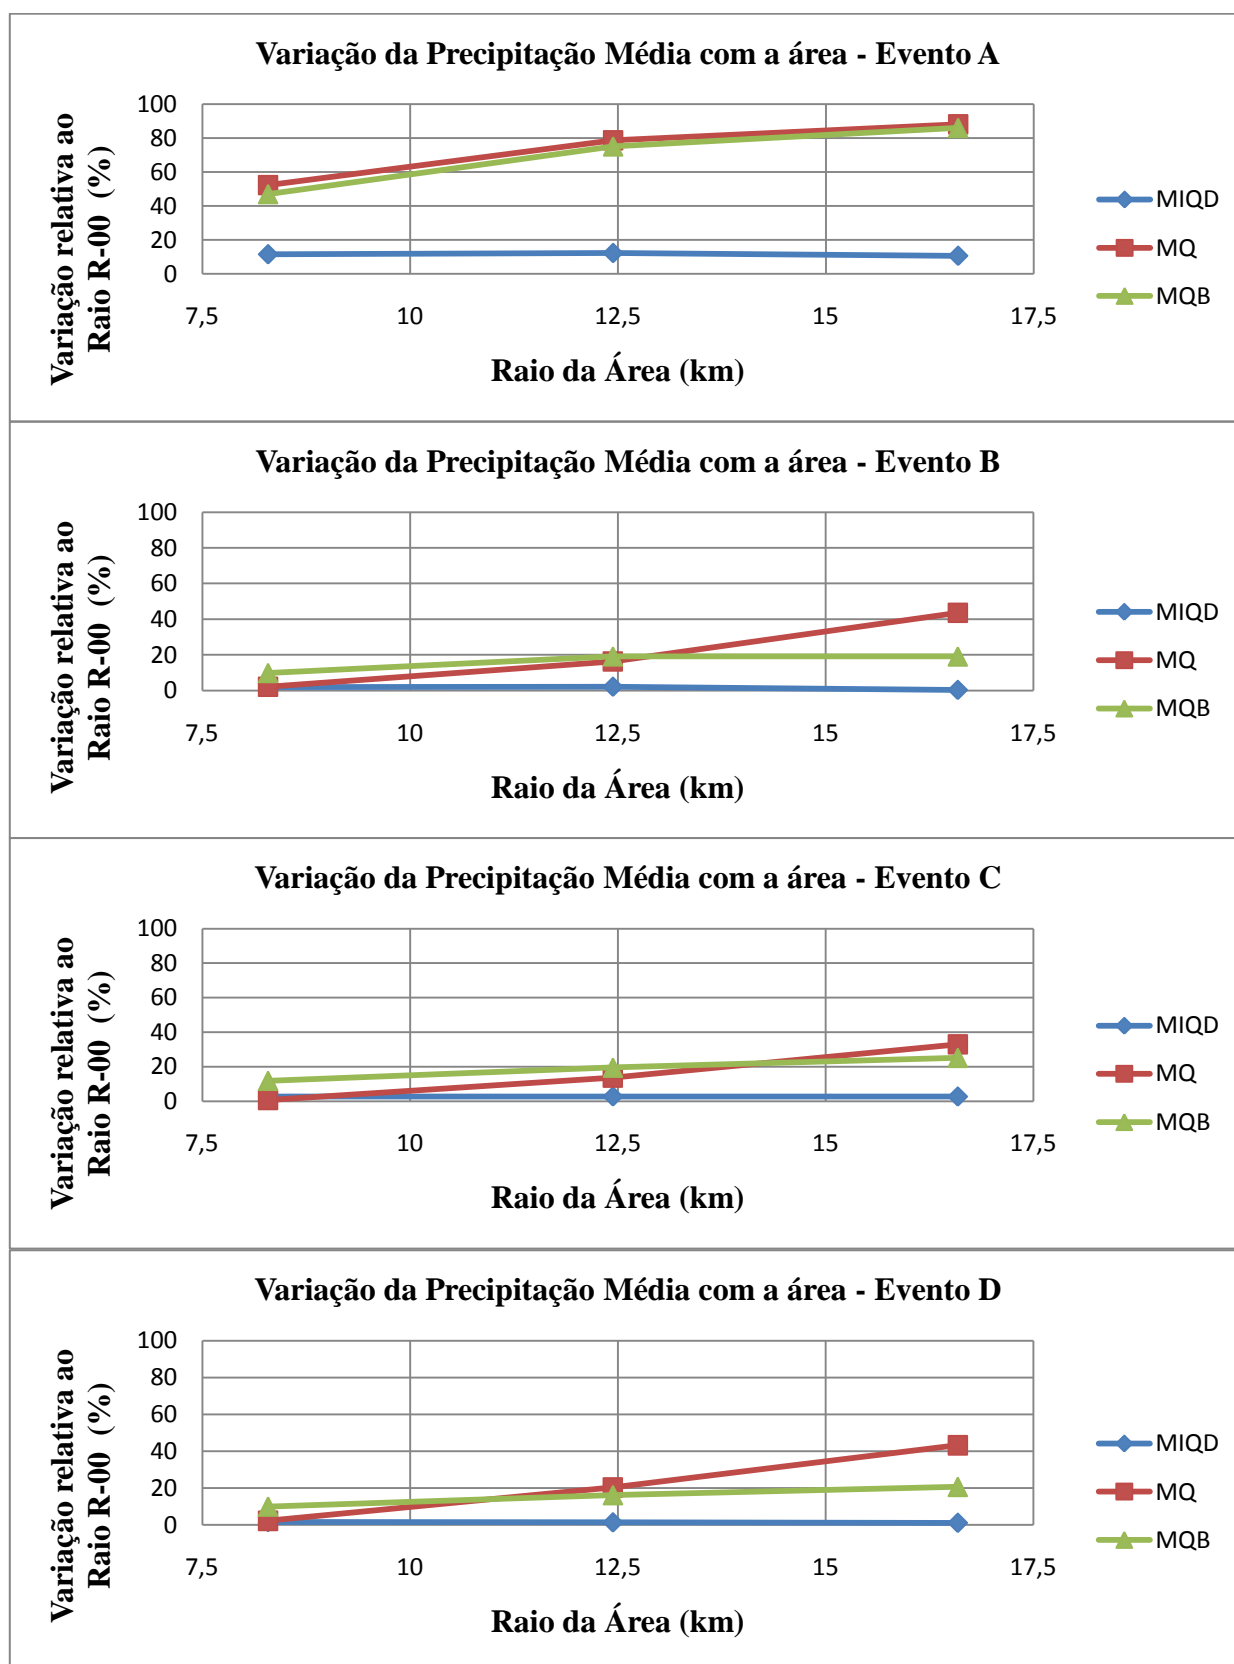 Variação da Precipitação Média com a área - Evento A
Variação relativa ao
Raio R-00 (%)
100
80
60
40
20
0
7,5
10
12,5
15
17,5
Raio da Área (km)
MIQD
MQ
MQB
Variação da Precipitação Média com a área - Evento B
Variação relativa ao
Raio R-00 (%)
100
80
60
40
20
0
7,5
10
12,5
15
17,5
Raio da Área (km)
MIQD
MQ
MQB
Variação da Precipitação Média com a área - Evento C
Variação relativa ao
Raio R-00 (%)
100
80
60
40
20
0
7,5
10
12,5
15
17,5
Raio da Área (km)
MIQD
MQ
MQB
Variação da Precipitação Média com a área - Evento D
Variação relativa ao
Raio R-00 (%)
100
80
60
40
20
0
7,5
10
12,5
15
17,5
Raio da Área (km)
MIQD
MQ
MQB